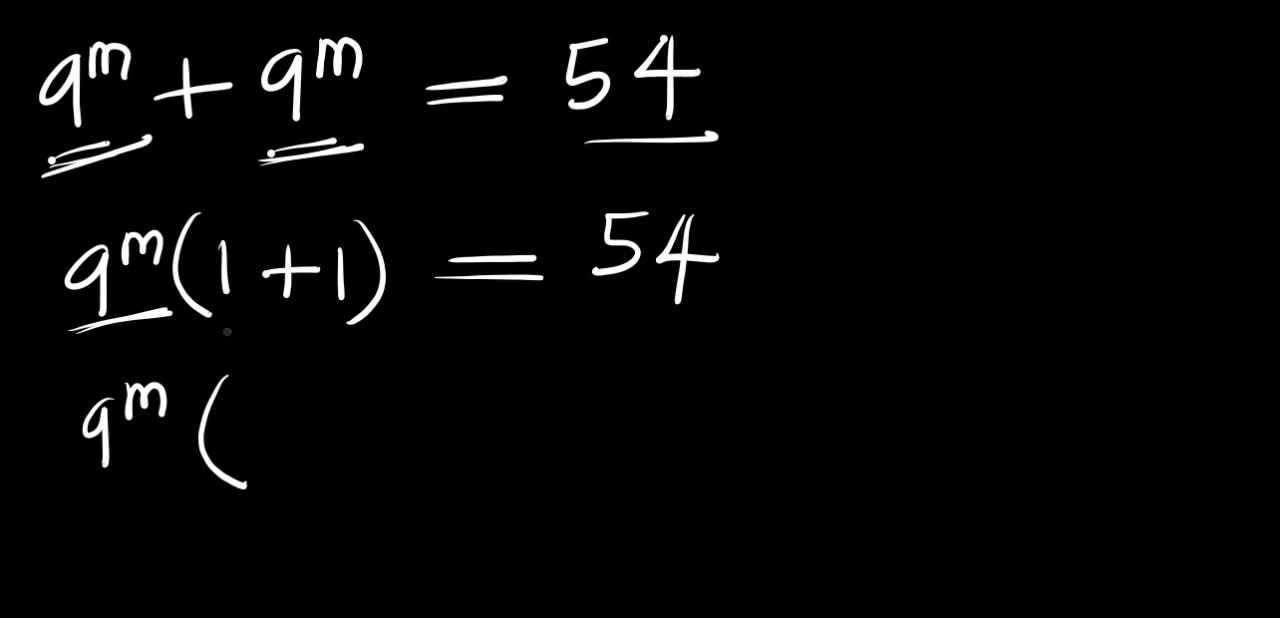 9^m + 9^m = 54
9^m (1 + 1) = 54
9^m (